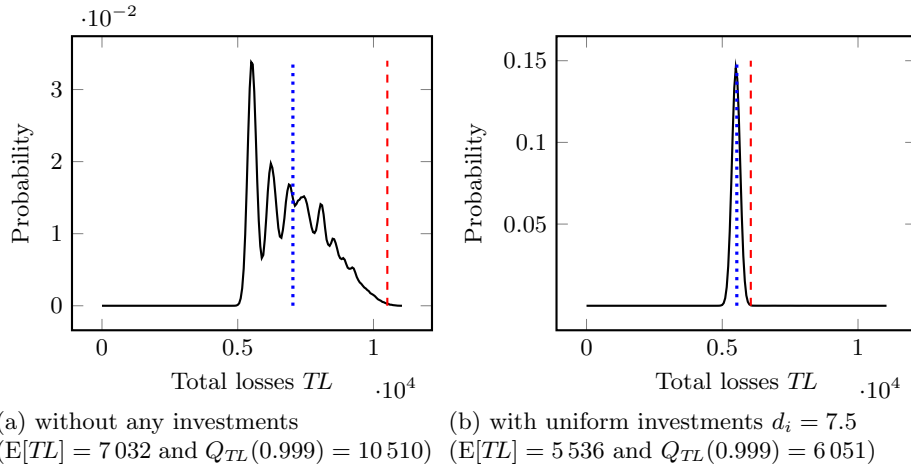 ·10⁻²
3
2
1
0
Probability
0
0.5
1
Total losses TL
·10⁴
0.15
0.1
0.05
Probability
0
0.5
1
Total losses TL
·10⁴
a) without any investments
(E[TL] = 7 032 and Q_TL(0.999) = 10 510)
(b) with uniform investments d_i = 7.5
(E[TL] = 5 536 and Q_TL(0.999) = 6 051)